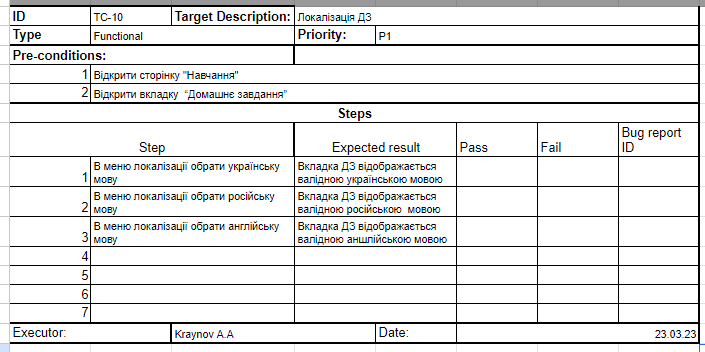 ID TC-10 Target Description: Локалізація ДЗ
Type Functional Priority: P1
Pre-conditions:
1 Відкрити сторінку "Навчання"
2 Відкрити вкладку “Домашнє завдання”
Steps
Step Expected result Pass Fail Bug report ID
1 В меню локалізації обрати українську мову Вкладка ДЗ відображається валідною українською мовою
2 В меню локалізації обрати російську мову Вкладка ДЗ відображається валідною російською мовою
3 В меню локалізації обрати англійську мову Вкладка ДЗ відображається валідною аншлійською мовою
4
5
6
7
Executor: Kraynov A.A Date: 23.03.23